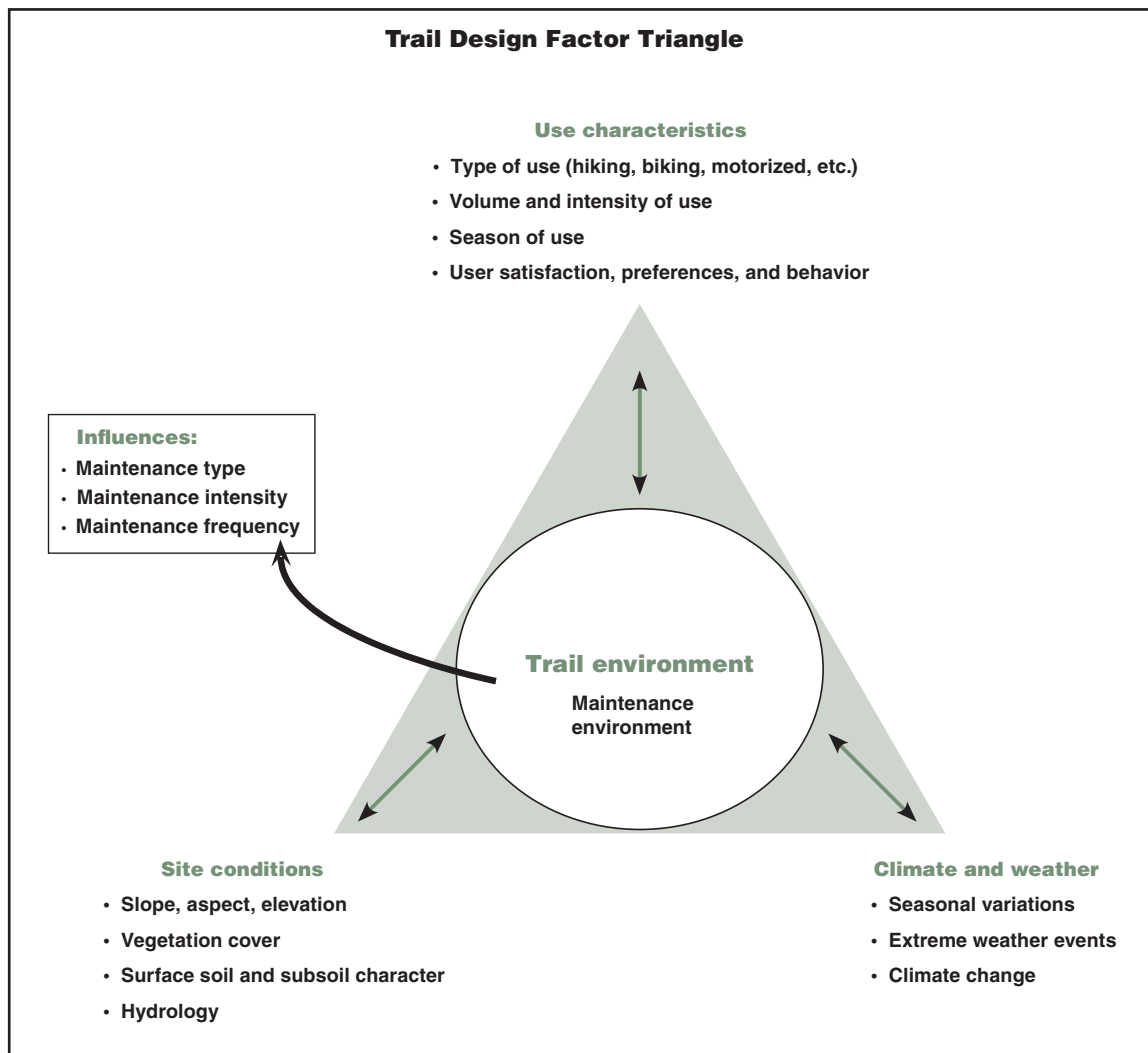 Trail Design Factor Triangle
Use characteristics
• Type of use (hiking, biking, motorized, etc.)
• Volume and intensity of use
• Season of use
• User satisfaction, preferences, and behavior
Influences:
• Maintenance type
• Maintenance intensity
• Maintenance frequency
Trail environment
Maintenance
environment
Site conditions
• Slope, aspect, elevation
• Vegetation cover
• Surface soil and subsoil character
• Hydrology
Climate and weather
• Seasonal variations
• Extreme weather events
• Climate change